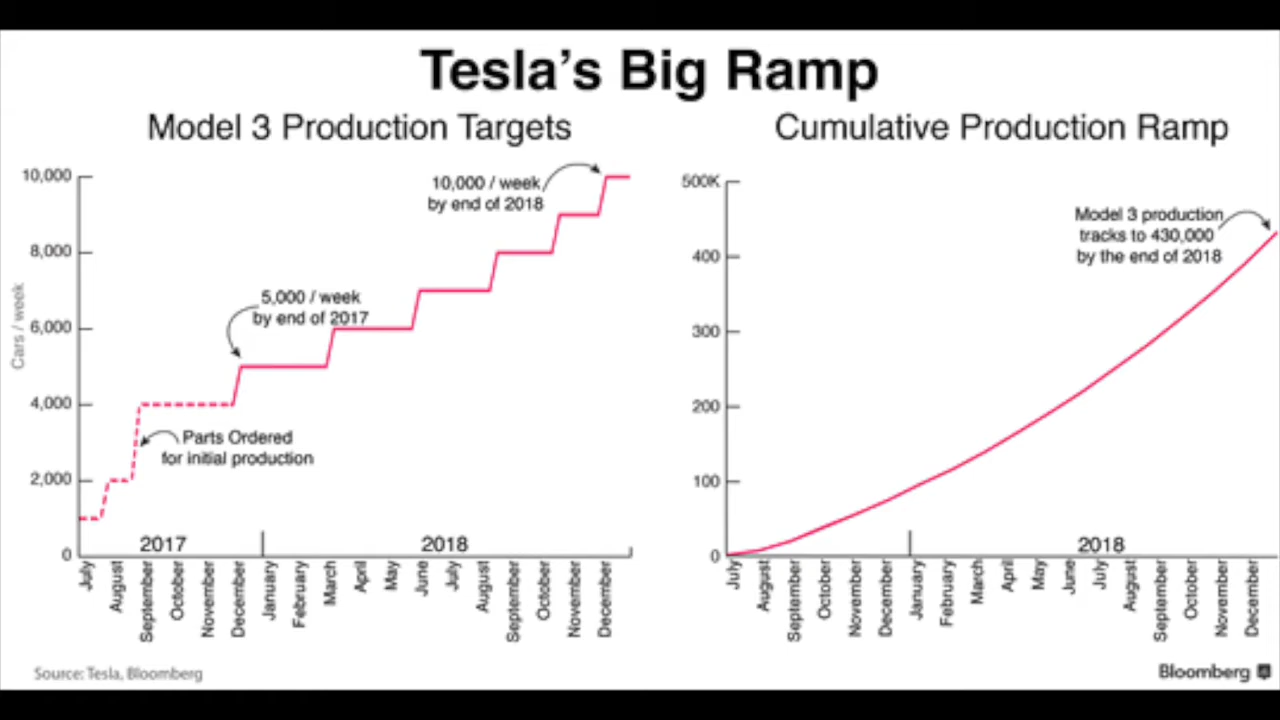 Tesla's Big Ramp
Model 3 Production Targets
Cars / week
10,000
8,000
6,000
4,000
2,000
0
10,000 / week
by end of 2018
5,000 / week
by end of 2017
Parts Ordered
for initial production
2017
2018
July
August
September
October
November
December
January
February
March
April
May
June
July
August
September
October
November
December
Cumulative Production Ramp
500K
400
300
200
100
0
Model 3 production
tracks to 430,000
by the end of 2018
2018
July
August
September
October
November
December
January
February
March
April
May
June
July
August
September
October
November
December
Source: Tesla, Bloomberg
Bloomberg